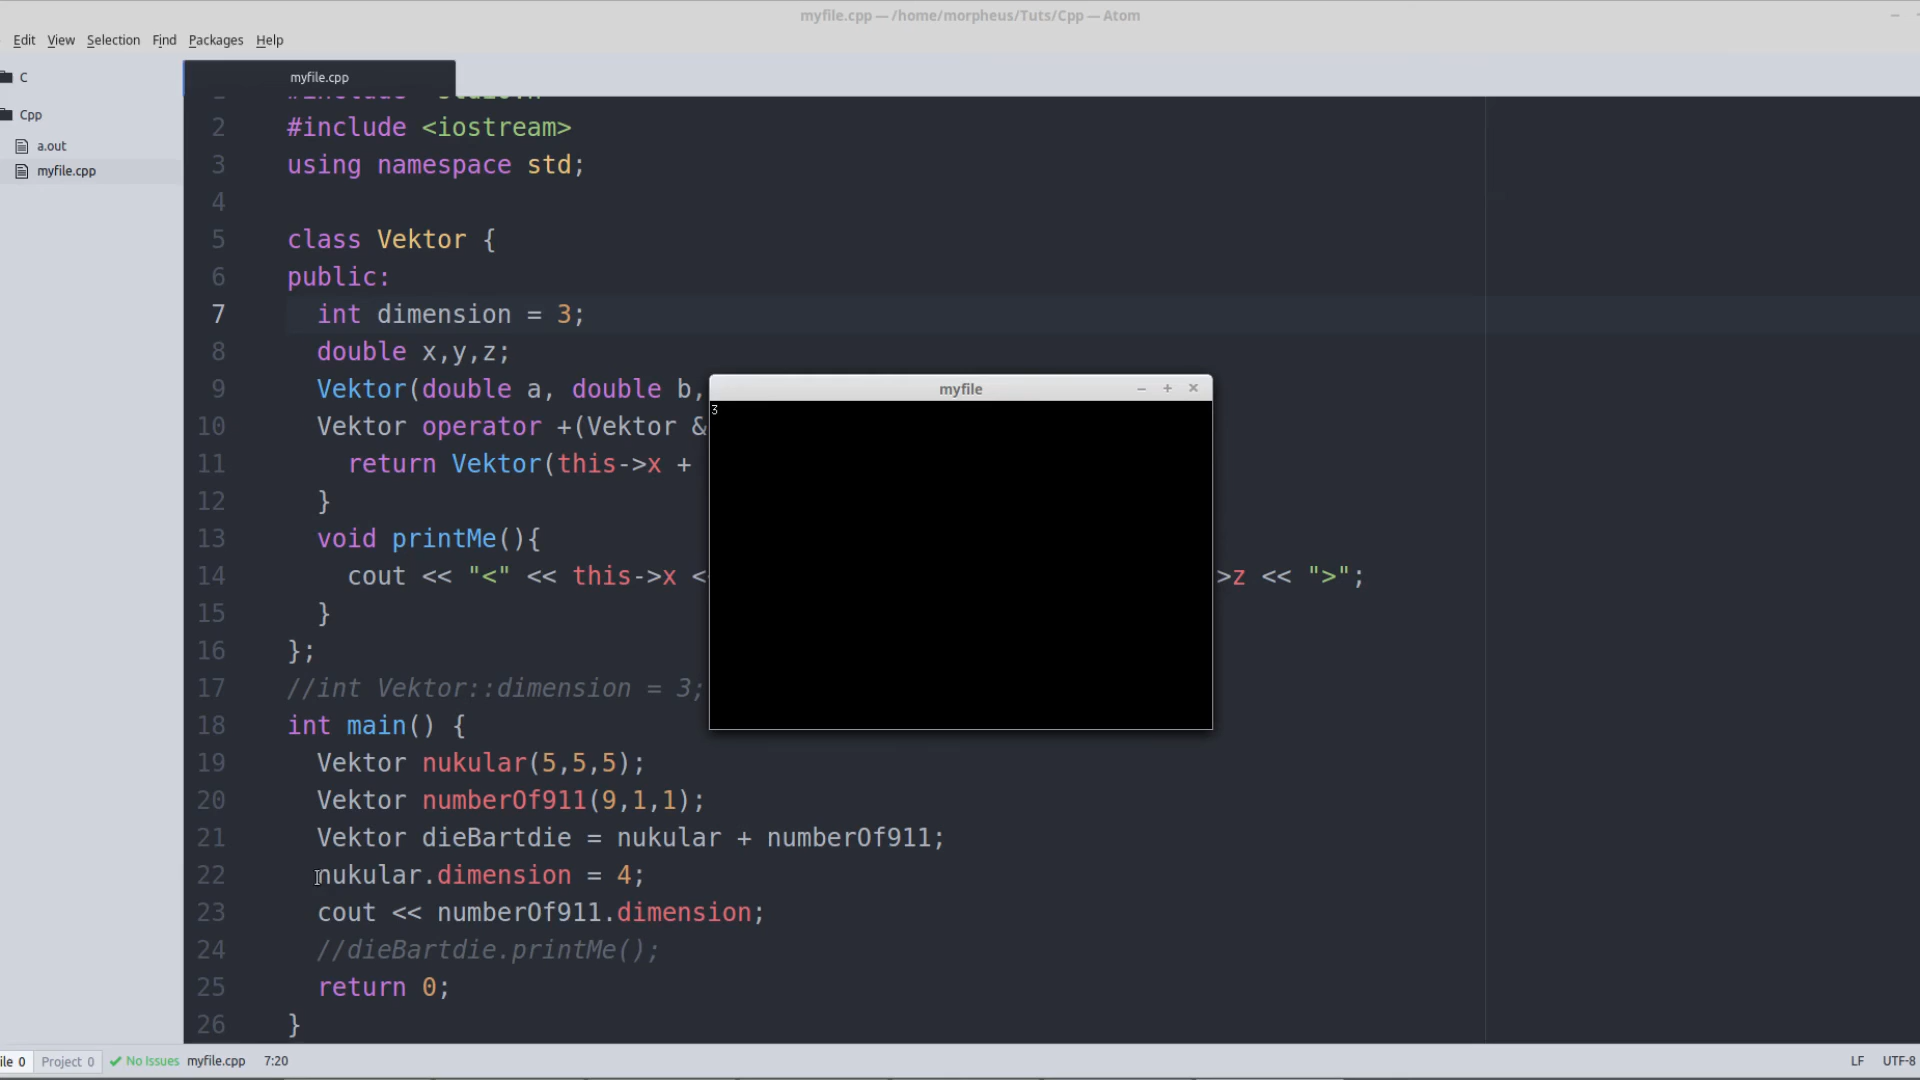 myfile.cpp — /home/morpheus/Tuts/Cpp — Atom
Edit View Selection Find Packages Help
C
Cpp
a.out
myfile.cpp
myfile.cpp
2 #include <iostream>
3 using namespace std;
4
5 class Vektor {
6 public:
7 int dimension = 3;
8 double x,y,z;
9 Vektor(double a, double b,
10 Vektor operator +(Vektor &
11 return Vektor(this->x +
12 }
13 void printMe(){
14 cout << "<" << this->x <- >z << ">";
15 }
16 };
17 //int Vektor::dimension = 3;
18 int main() {
19 Vektor nukular(5,5,5);
20 Vektor numberOf911(9,1,1);
21 Vektor dieBartdie = nukular + numberOf911;
22 nukular.dimension = 4;
23 cout << numberOf911.dimension;
24 //dieBartdie.printMe();
25 return 0;
26 }
myfile
3
ile 0 Project 0 No Issues myfile.cpp 7:20 LF UTF-8